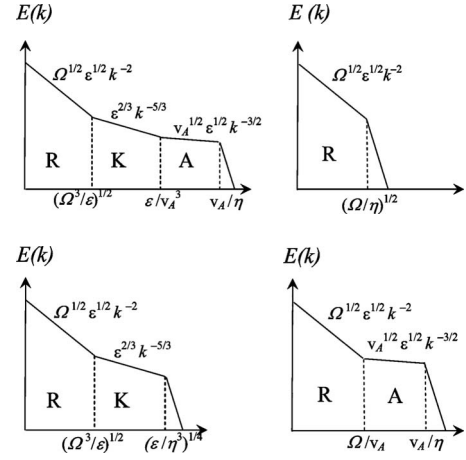 E(k)
Ω^1/2 ε^1/2 k^−2
ε^2/3 k^−5/3
v_A^1/2 ε^1/2 k^−3/2
R K A
(Ω^3/ε)^1/2 ε/v_A^3 v_A/η
E(k)
Ω^1/2 ε^1/2 k^−2
R
(Ω/η)^1/2
E(k)
Ω^1/2 ε^1/2 k^−2
ε^2/3 k^−5/3
R K
(Ω^3/ε)^1/2 (ε/η^3)^1/4
E(k)
Ω^1/2 ε^1/2 k^−2
v_A^1/2 ε^1/2 k^−3/2
R A
Ω/v_A v_A/η